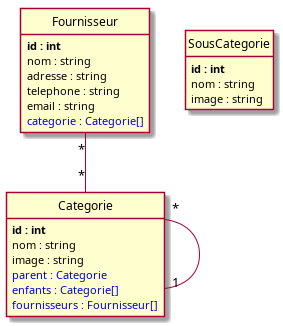 Fournisseur
id : int
nom : string
adresse : string
telephone : string
email : string
categorie : Categorie[]
SousCategorie
id : int
nom : string
image : string
*
*
Categorie
id : int
nom : string
image : string
parent : Categorie
enfants : Categorie[]
fournisseurs : Fournisseur[]
*
1